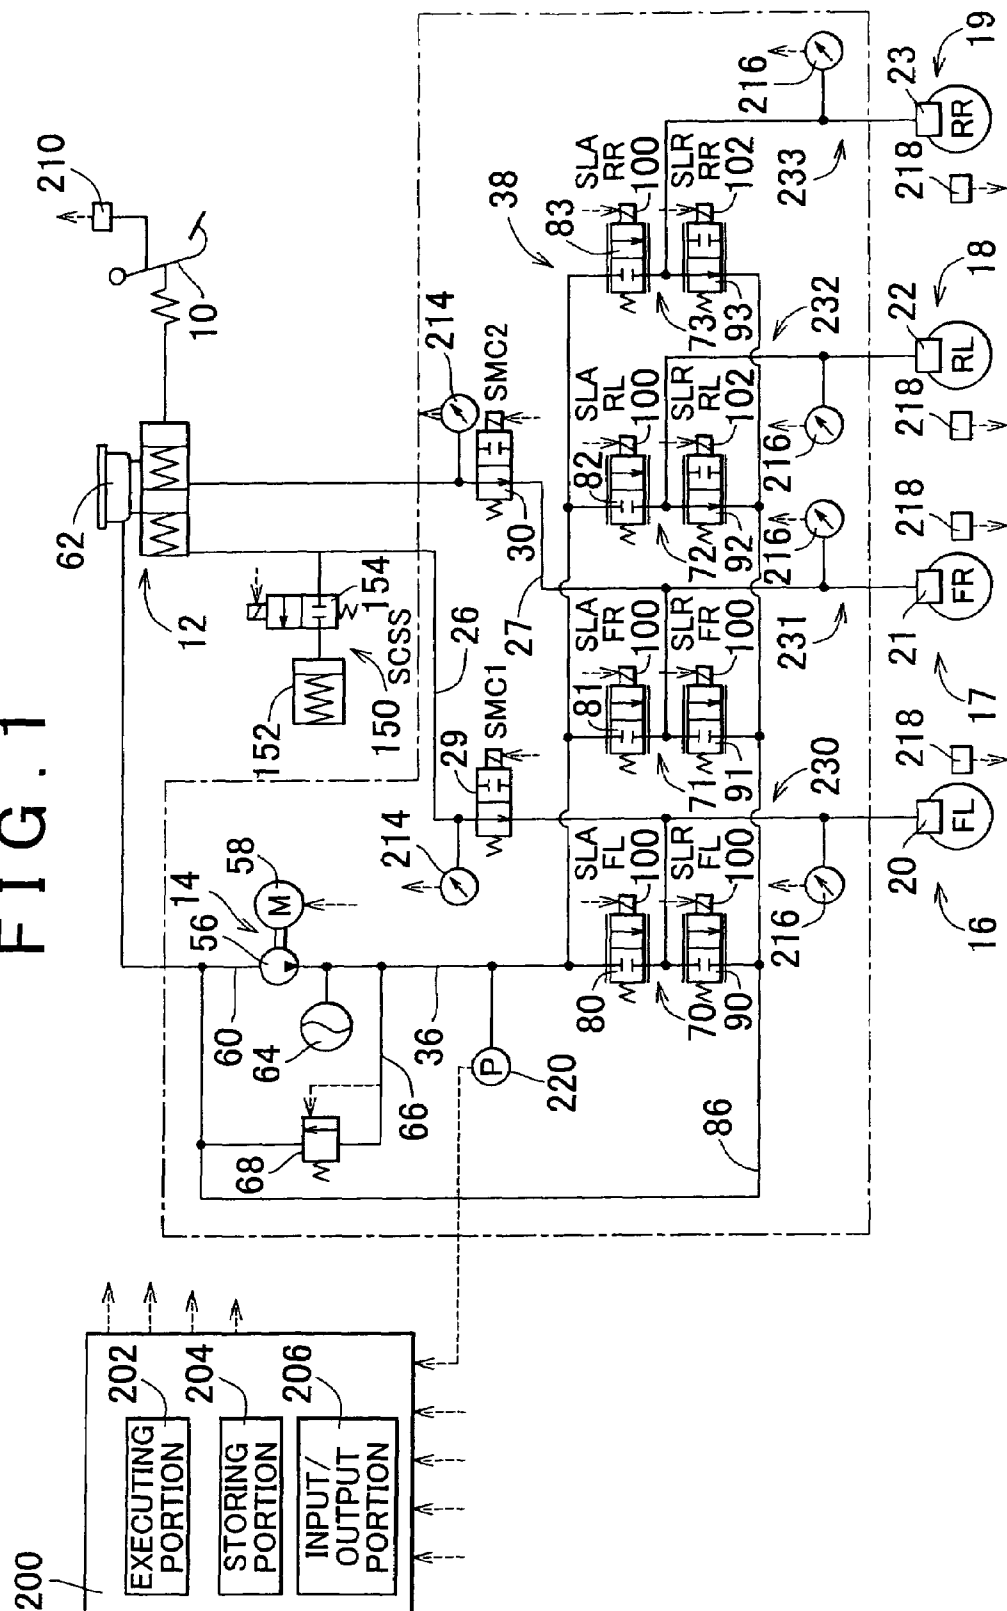 FIG. 1
200
EXECUTING
PORTION
202
STORING
PORTION
204
INPUT/
OUTPUT
PORTION
206
62
12
210
10
152
154
150
SCSS
60
56
14
58
M
64
68
66
36
P
220
26
27
214
29
SMC1
214
30
SMC2
38
86
80
SLA
FL
100
70
90
SLR
FL
100
81
SLA
FR
100
71
91
SLR
FR
100
82
SLA
RL
100
72
92
SLR
RL
102
83
SLA
RR
100
73
93
SLR
RR
102
216
230
216
231
216
232
216
233
20
FL
16
218
21
FR
17
218
22
RL
18
218
23
RR
19
218